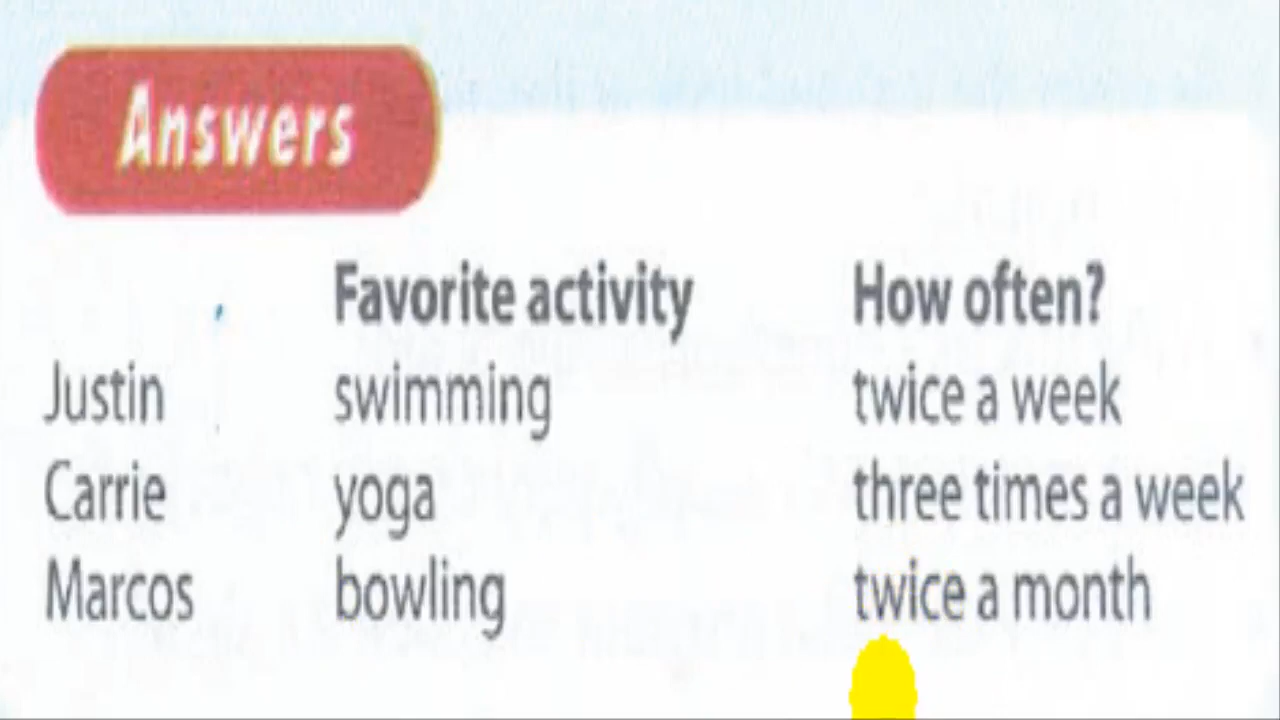 Answers
Favorite activity How often?
Justin swimming twice a week
Carrie yoga three times a week
Marcos bowling twice a month